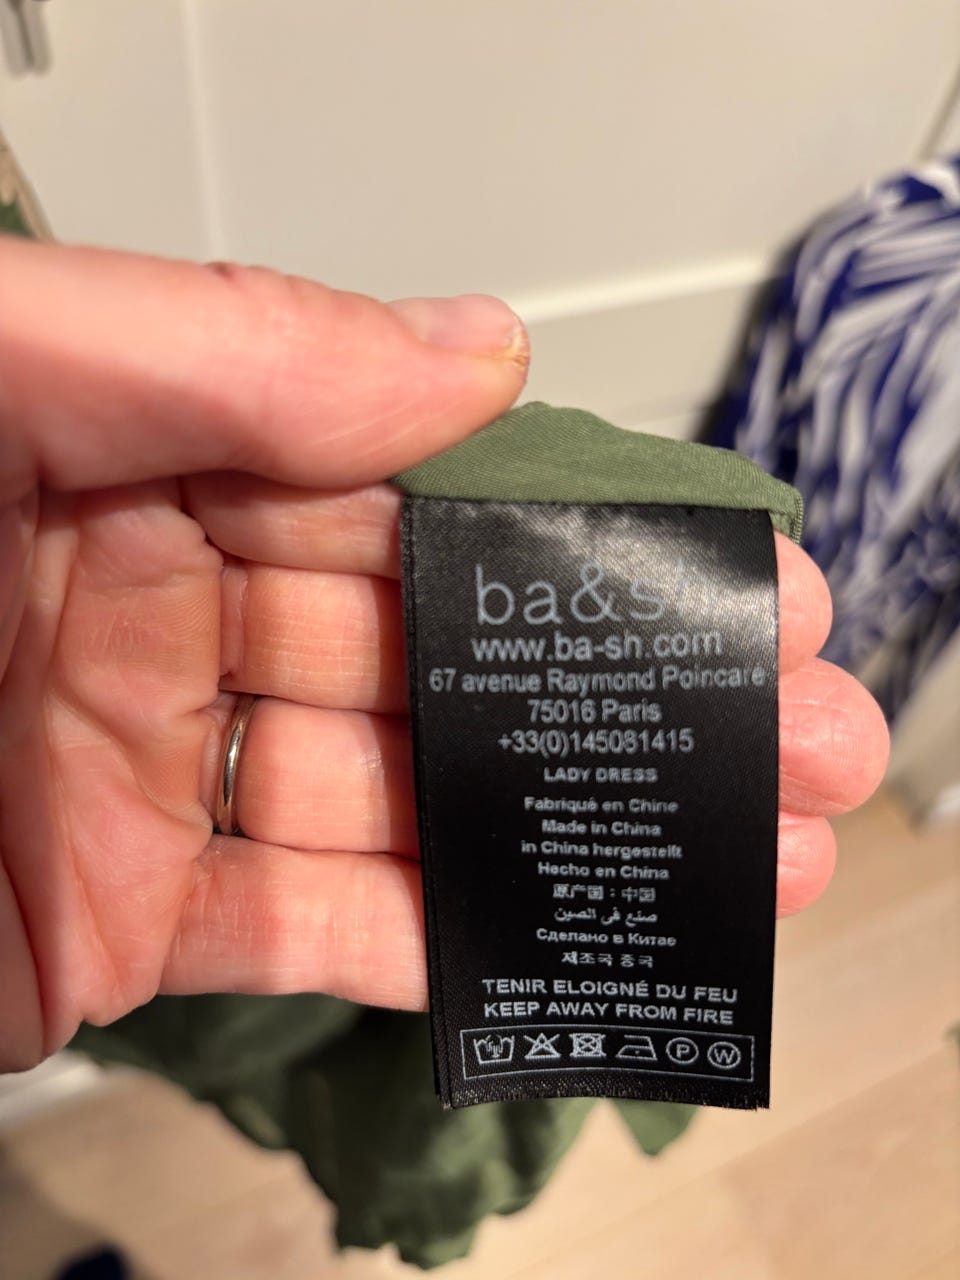 ba&sh
www.ba-sh.com
67 avenue Raymond Poincaré
75016 Paris
+33(0)145081415
LADY DRESS
Fabriqué en Chine
Made in China
in China hergestellt
Hecho en China
原产国：中国
صنع في الصين
Сделано в Китае
제조국 중국
TENIR ELOIGNÉ DU FEU
KEEP AWAY FROM FIRE
P W